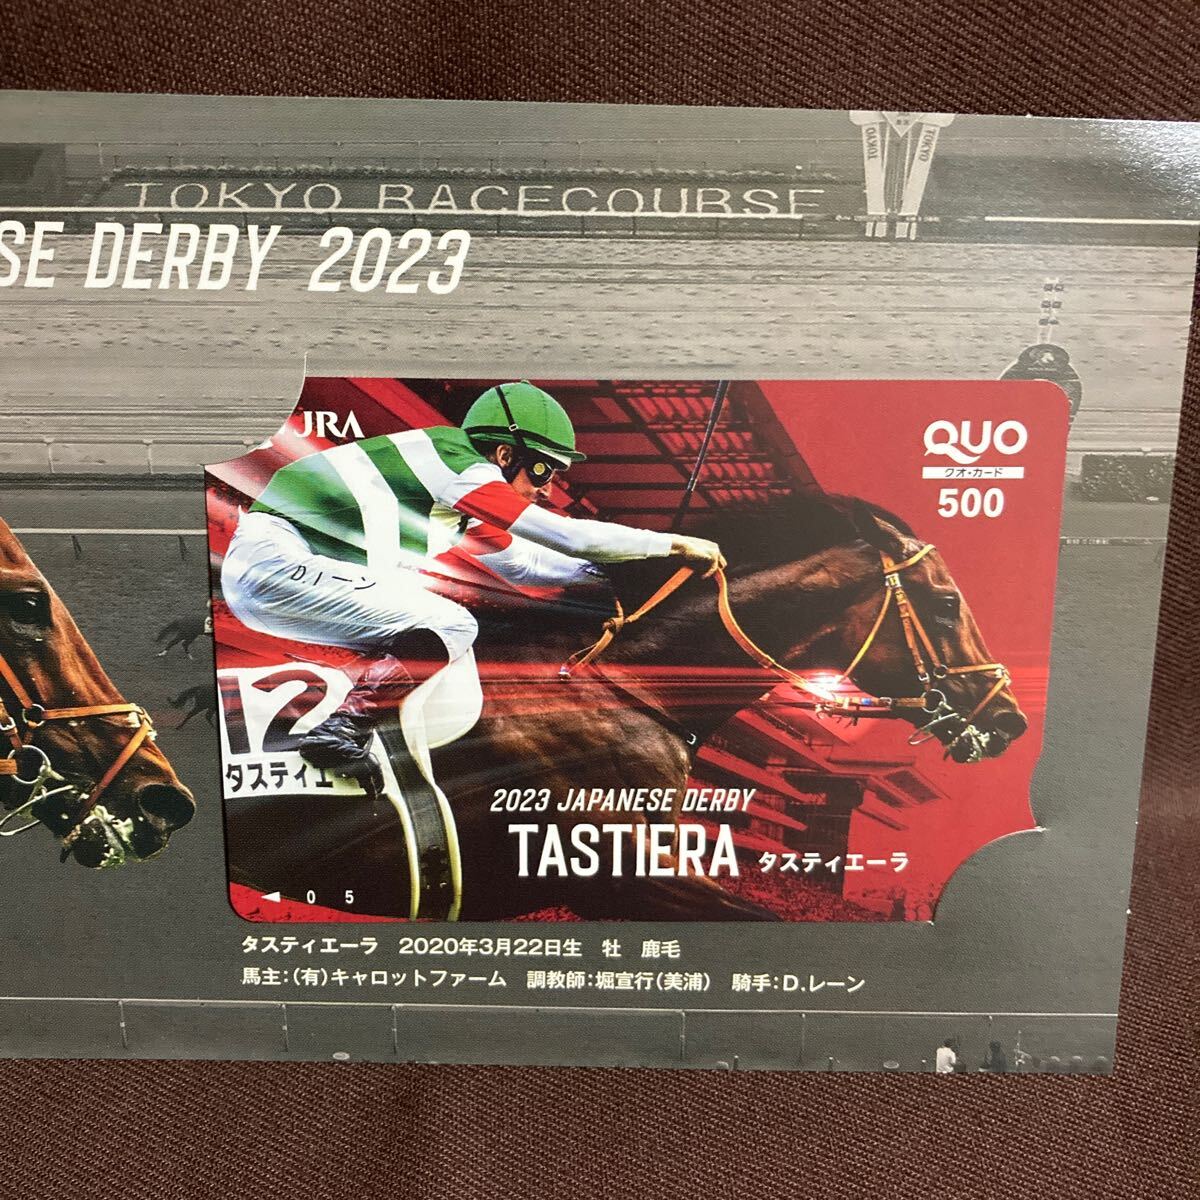 TOKYO RACECOURSE
TOKYO
TOKYO
SE DERBY 2023
JRA
QUO
クオ・カード
500
D.レーン
12
タスティエ
2023 JAPANESE DERBY
TASTIERA タスティエーラ
◀ 0 5
タスティエーラ 2020年3月22日生 牡 鹿毛
馬主:(有)キャロットファーム 調教師:堀宣行(美浦) 騎手:D.レーン